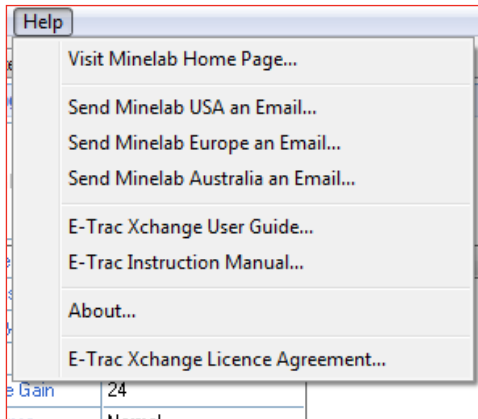 Help
Visit Minelab Home Page...
Send Minelab USA an Email...
Send Minelab Europe an Email...
Send Minelab Australia an Email...
E-Trac Xchange User Guide...
E-Trac Instruction Manual...
About...
E-Trac Xchange Licence Agreement...
e Gain 24